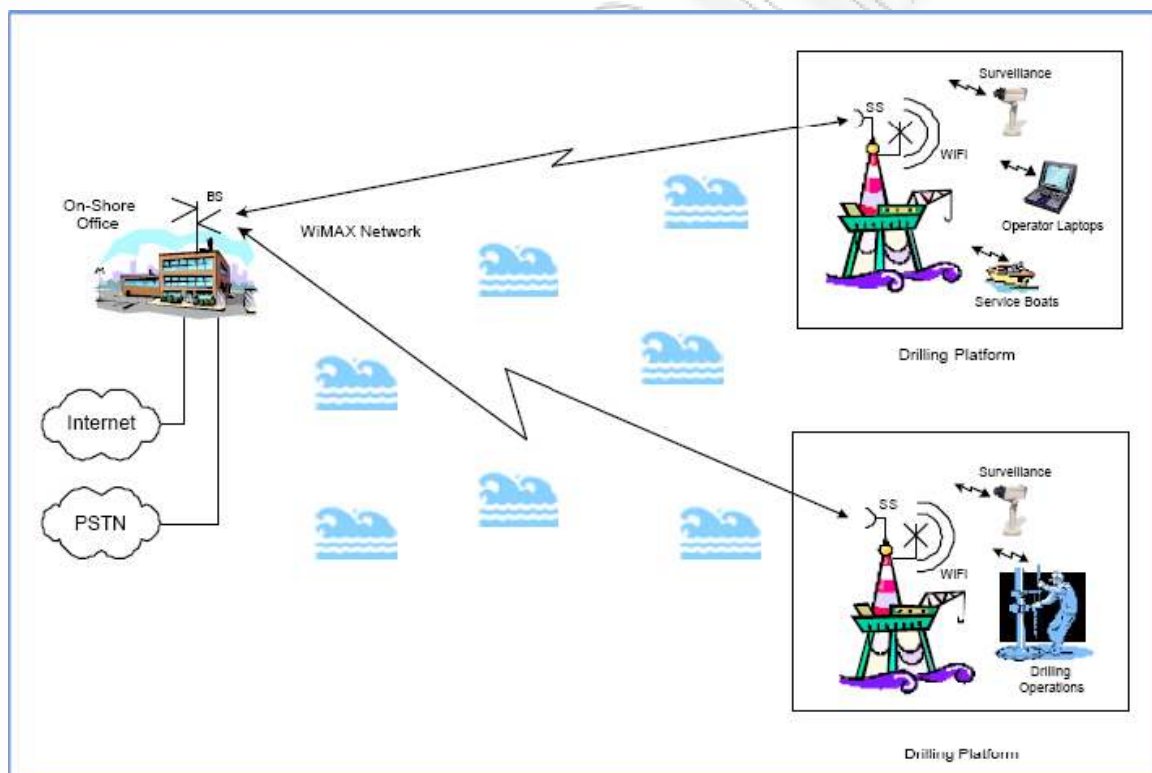 Surveillance
SS
WIFI
Operator Laptops
Service Boats
Drilling Platform
On-Shore
Office
BS
WiMAX Network
Internet
PSTN
Surveillance
SS
WIFI
Drilling
Operations
Drilling Platform